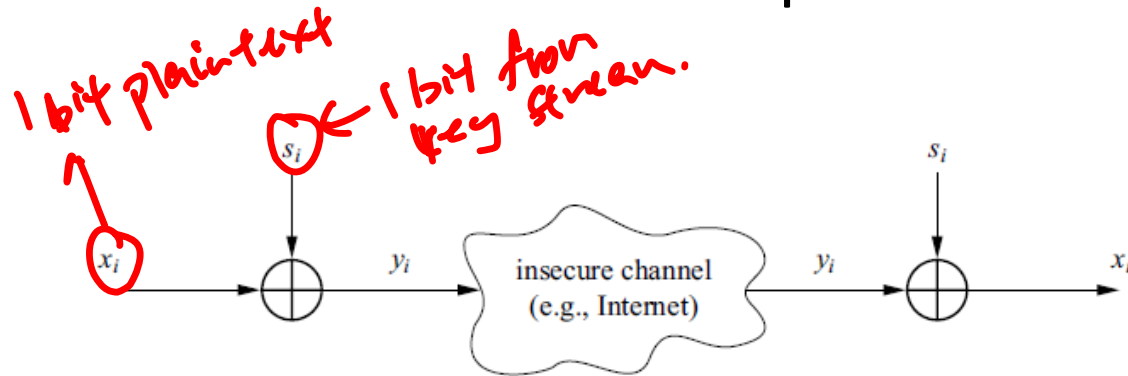 1 bit plaintext
1 bit from
key stream.
s_i
s_i
x_i
y_i
insecure channel
(e.g., Internet)
y_i
x_i